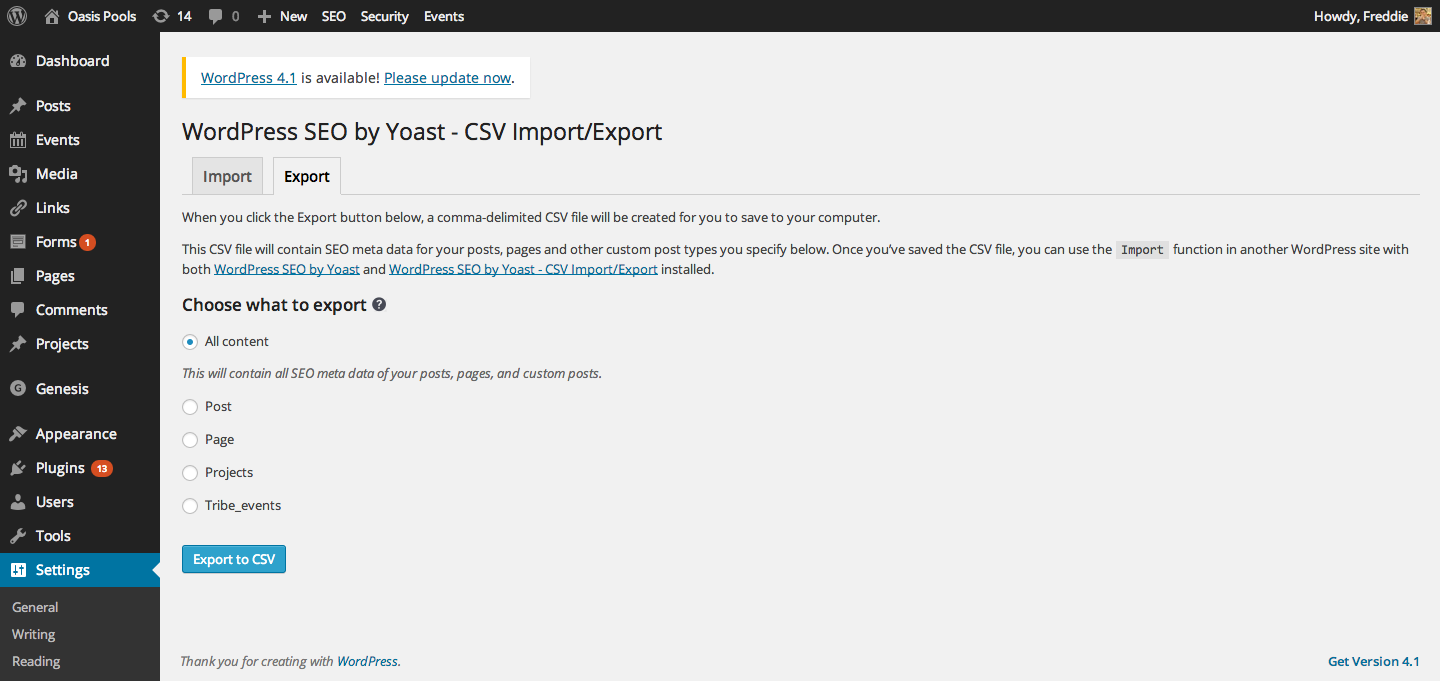 Oasis Pools 14 0 New SEO Security Events Howdy, Freddie
Dashboard
Posts
Events
Media
Links
Forms 1
Pages
Comments
Projects
G Genesis
Appearance
Plugins 13
Users
Tools
Settings
General
Writing
Reading
WordPress 4.1 is available! Please update now.
WordPress SEO by Yoast - CSV Import/Export
Import Export
When you click the Export button below, a comma-delimited CSV file will be created for you to save to your computer.
This CSV file will contain SEO meta data for your posts, pages and other custom post types you specify below. Once you’ve saved the CSV file, you can use the Import function in another WordPress site with
both WordPress SEO by Yoast and WordPress SEO by Yoast - CSV Import/Export installed.
Choose what to export ?
All content
This will contain all SEO meta data of your posts, pages, and custom posts.
Post
Page
Projects
Tribe_events
Export to CSV
Thank you for creating with WordPress. Get Version 4.1